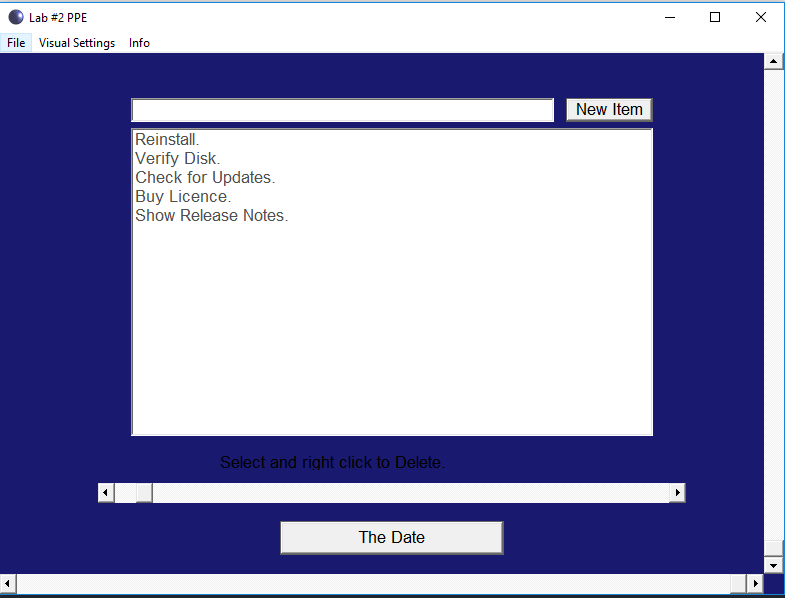 Lab #2 PPE
File Visual Settings Info
New Item
Reinstall.
Verify Disk.
Check for Updates.
Buy Licence.
Show Release Notes.
Select and right click to Delete.
The Date